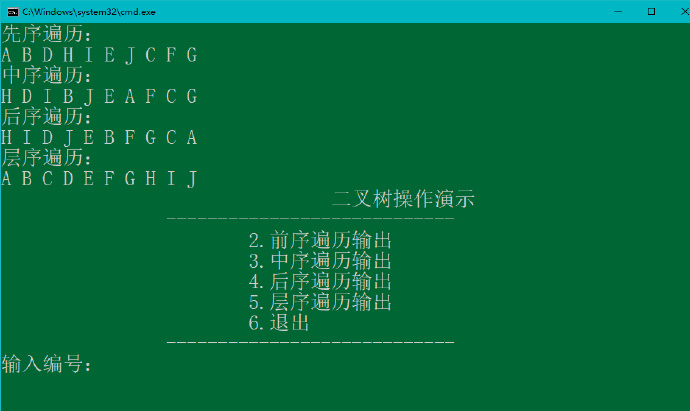 C:\Windows\system32\cmd.exe
先序遍历:
A B D H I E J C F G
中序遍历:
H D I B J E A F C G
后序遍历:
H I D J E B F G C A
层序遍历:
A B C D E F G H I J
二叉树操作演示
----------------------------
2.前序遍历输出
3.中序遍历输出
4.后序遍历输出
5.层序遍历输出
6.退出
----------------------------
输入编号: